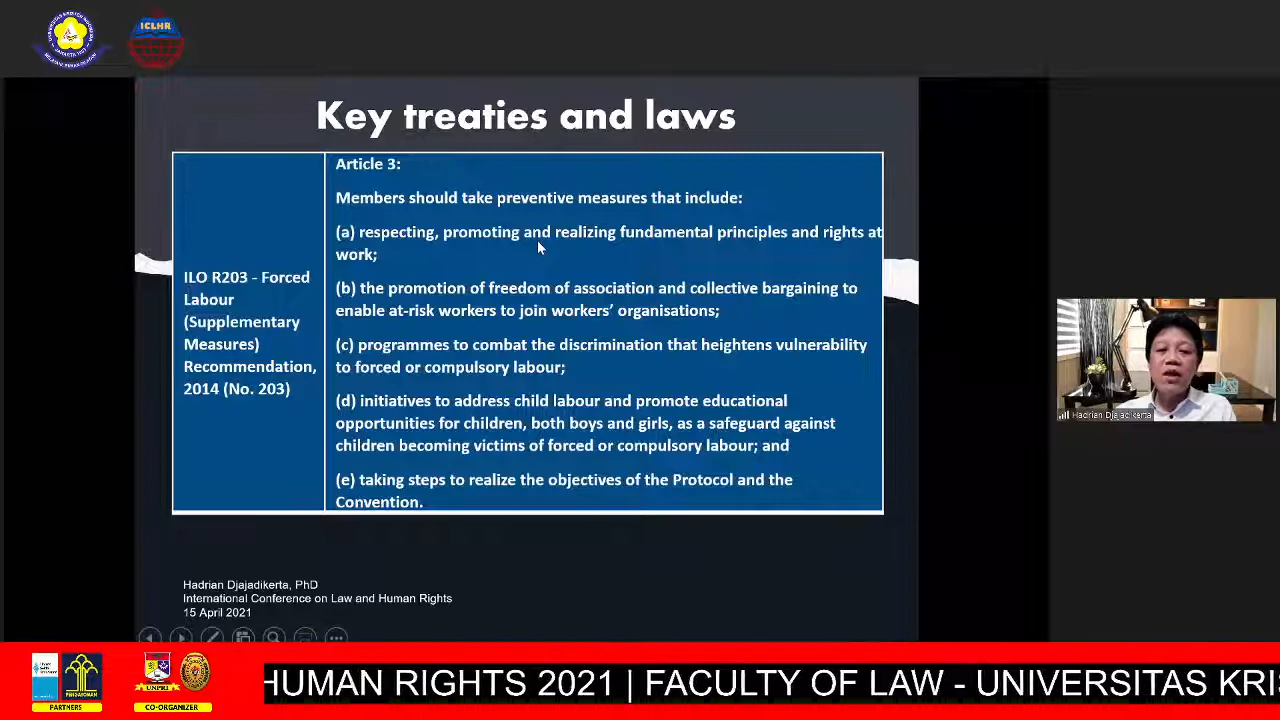 ICLHR
Key treaties and laws
ILO R203 - Forced
Labour
(Supplementary
Measures)
Recommendation,
2014 (No. 203)
Article 3:
Members should take preventive measures that include:
(a) respecting, promoting and realizing fundamental principles and rights at
work;
(b) the promotion of freedom of association and collective bargaining to
enable at-risk workers to join workers’ organisations;
(c) programmes to combat the discrimination that heightens vulnerability
to forced or compulsory labour;
(d) initiatives to address child labour and promote educational
opportunities for children, both boys and girls, as a safeguard against
children becoming victims of forced or compulsory labour; and
(e) taking steps to realize the objectives of the Protocol and the
Convention.
Hadrian Djajadikerta
Hadrian Djajadikerta, PhD
International Conference on Law and Human Rights
15 April 2021
PENGAYOMAN
PARTNERS
UNPRI
CO-ORGANIZER
HUMAN RIGHTS 2021 | FACULTY OF LAW - UNIVERSITAS KRIS